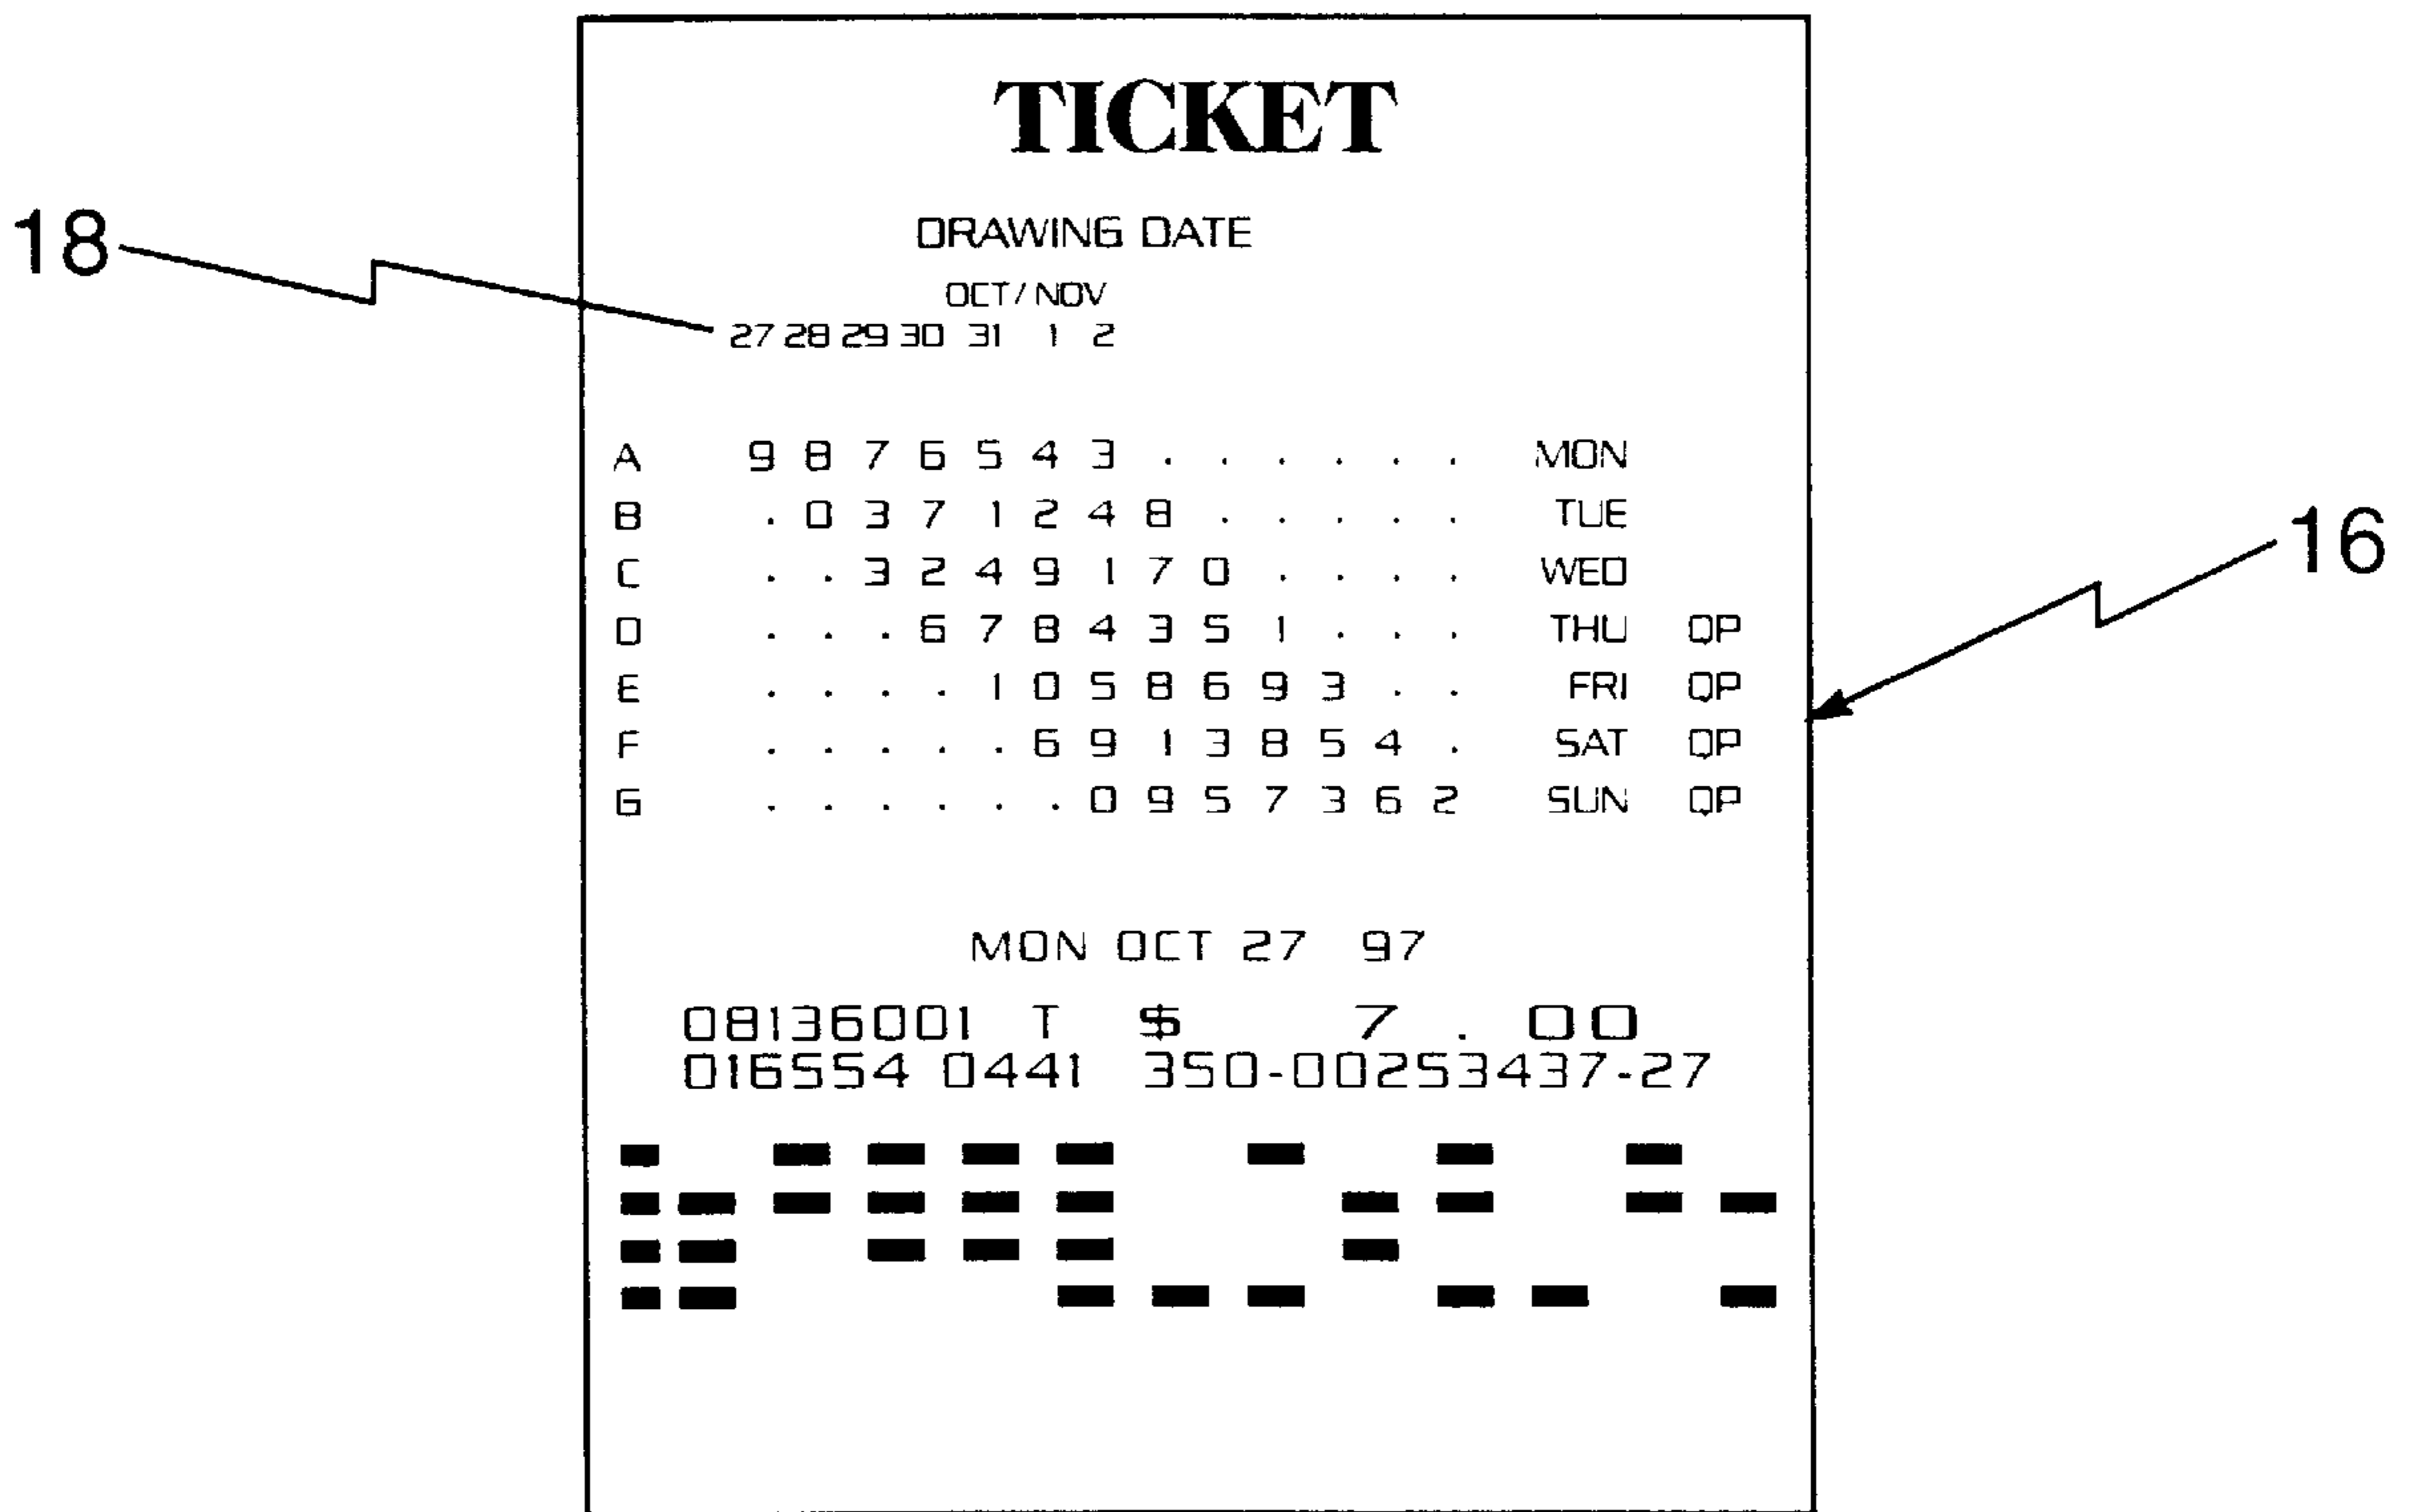 TICKET
DRAWING DATE
18
OCT/NOV
27 28 29 30 31 1 2
A 9 8 7 6 5 4 3 . . . . . . MON
B . 0 3 7 1 2 4 8 . . . . . TUE
C . . 3 2 4 9 1 7 0 . . . . WED
16
D . . . 6 7 8 4 3 5 1 . . . THU QP
E . . . . 1 0 5 8 6 9 3 . . FRI QP
F . . . . . 6 9 1 3 8 5 4 . SAT QP
G . . . . . . 0 9 5 7 3 6 2 SUN QP
MON OCT 27 97
08136001 T $ 7 . 00
016554 0441 350-00253437-27